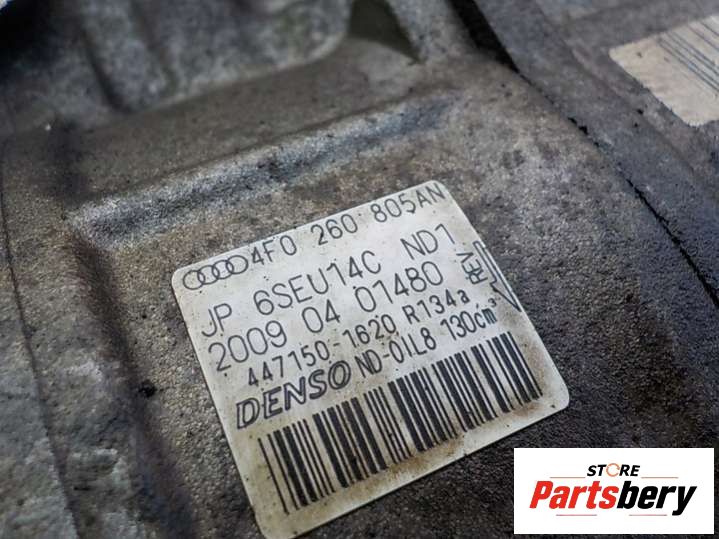 4F0 260 805AN
JP 6SEU14C ND1
2009 04 01480 REV
447150-1620 R134a
DENSO ND-OIL8 130cm³
STORE
Partsbery